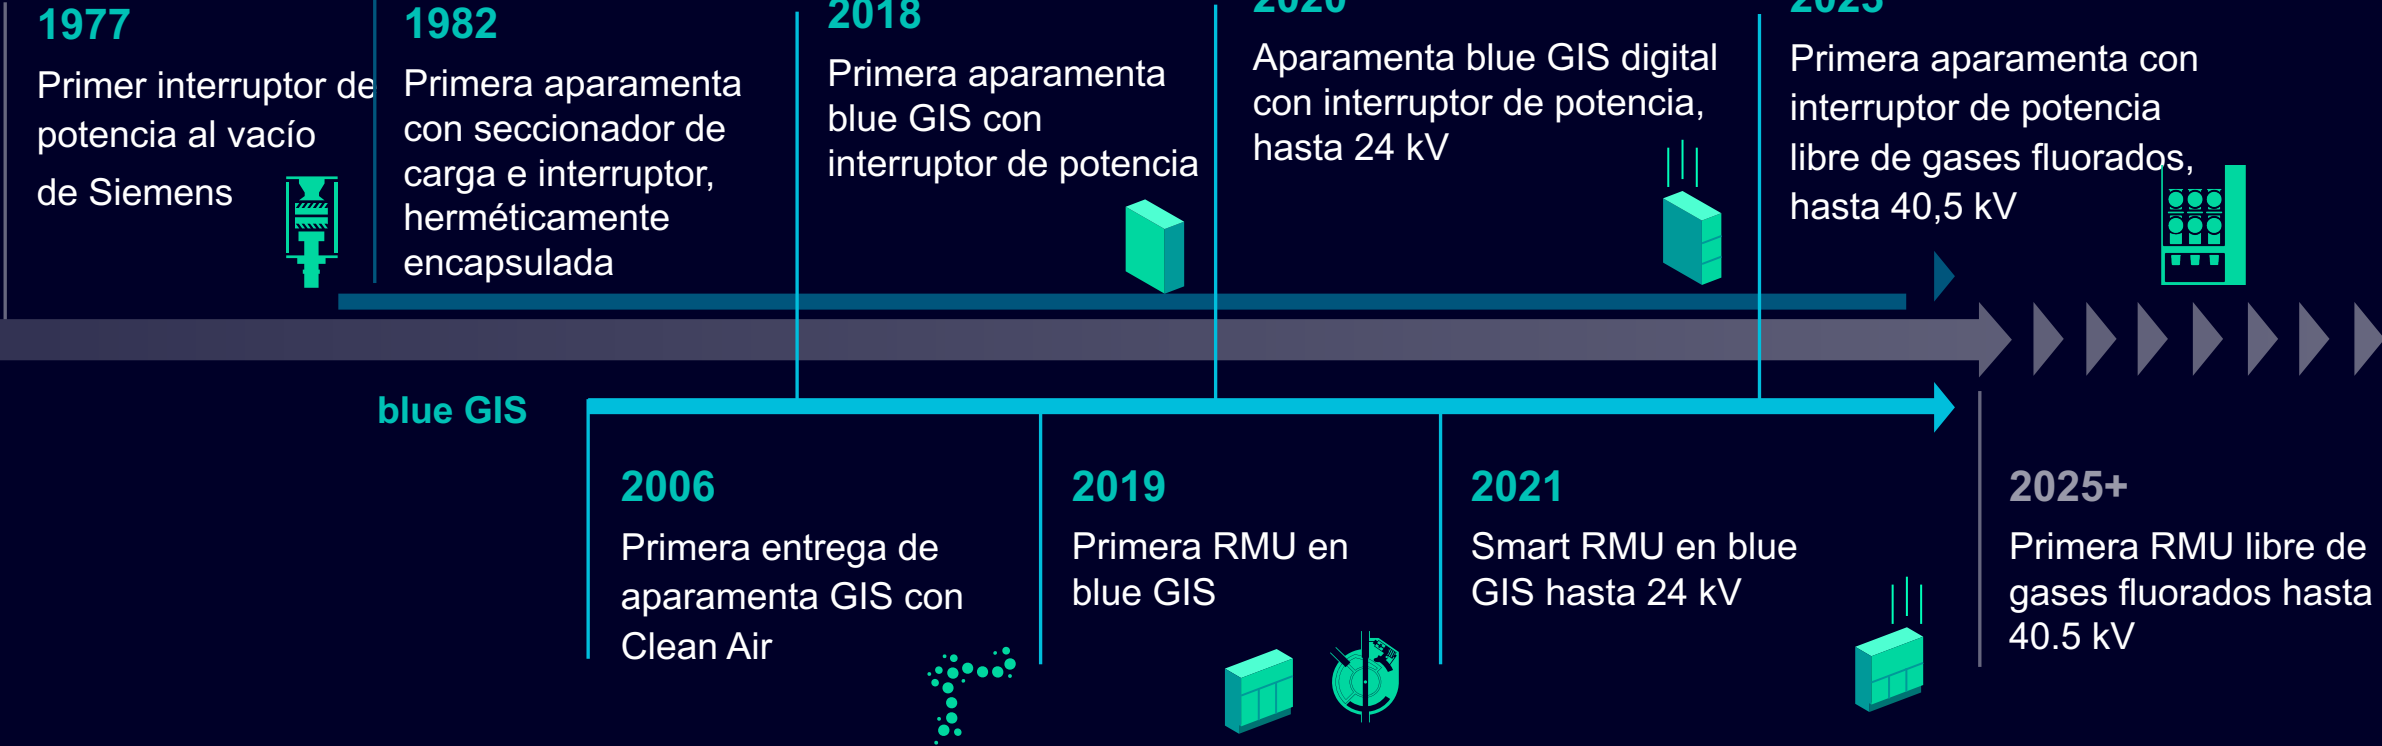 1977
Primer interruptor de
potencia al vacío
de Siemens
1982
Primera aparamenta
con seccionador de
carga e interruptor,
herméticamente
encapsulada
2018
Primera aparamenta
blue GIS con
interruptor de potencia
2020
Aparamenta blue GIS digital
con interruptor de potencia,
hasta 24 kV
2023
Primera aparamenta con
interruptor de potencia
libre de gases fluorados,
hasta 40,5 kV
blue GIS
2006
Primera entrega de
aparamenta GIS con
Clean Air
2019
Primera RMU en
blue GIS
2021
Smart RMU en blue
GIS hasta 24 kV
2025+
Primera RMU libre de
gases fluorados hasta
40.5 kV